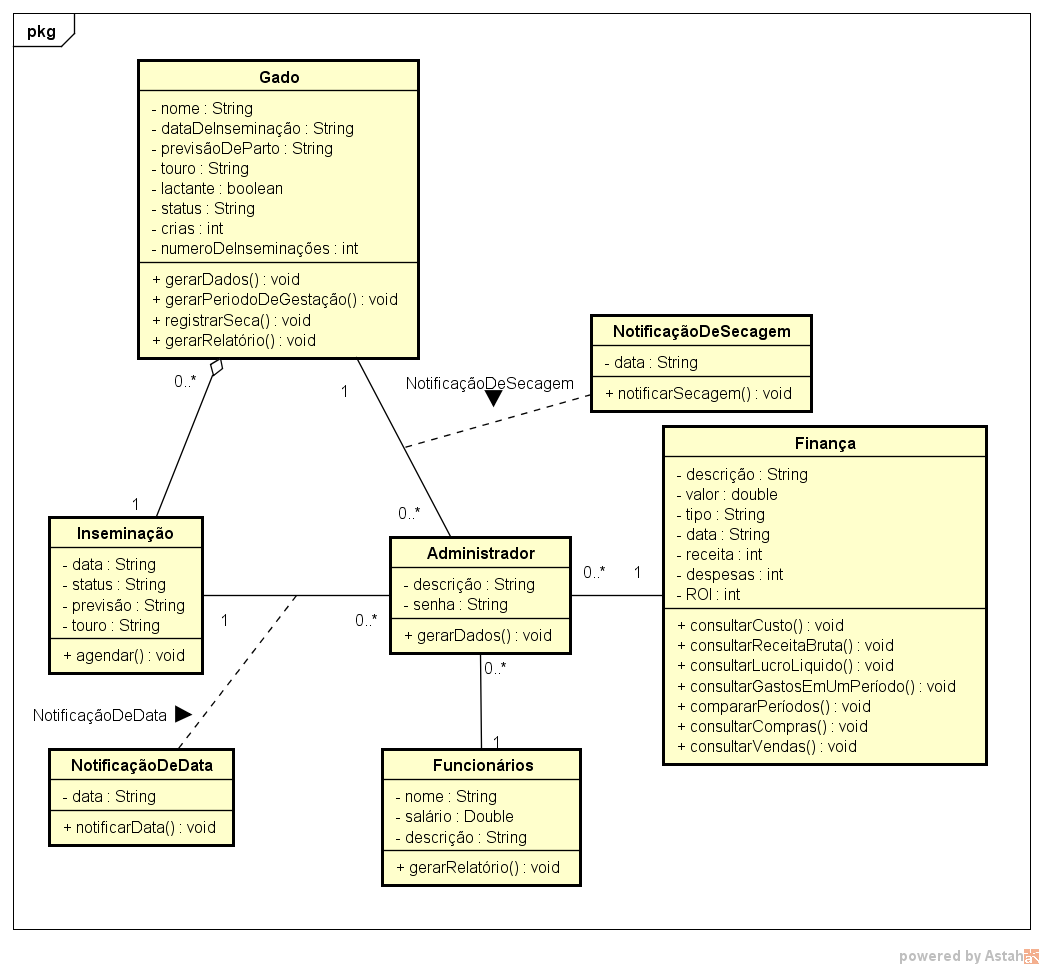 pkg
Gado
- nome : String
- dataDeInseminação : String
- previsãoDeParto : String
- touro : String
- lactante : boolean
- status : String
- crias : int
- numeroDeInseminações : int
+ gerarDados() : void
+ gerarPeriodoDeGestação() : void
+ registrarSeca() : void
+ gerarRelatório() : void
0..*
1
NotificaçãoDeSecagem
NotificaçãoDeSecagem
- data : String
+ notificarSecagem() : void
Finança
- descrição : String
- valor : double
- tipo : String
- data : String
- receita : int
- despesas : int
- ROI : int
+ consultarCusto() : void
+ consultarReceitaBruta() : void
+ consultarLucroLiquido() : void
+ consultarGastosEmUmPeríodo() : void
+ compararPeríodos() : void
+ consultarCompras() : void
+ consultarVendas() : void
1
0..*
Inseminação
- data : String
- status : String
- previsão : String
- touro : String
+ agendar() : void
1
0..*
Administrador
- descrição : String
- senha : String
+ gerarDados() : void
0..*
1
0..*
1
NotificaçãoDeData
NotificaçãoDeData
- data : String
+ notificarData() : void
Funcionários
- nome : String
- salário : Double
- descrição : String
+ gerarRelatório() : void
powered by Astah